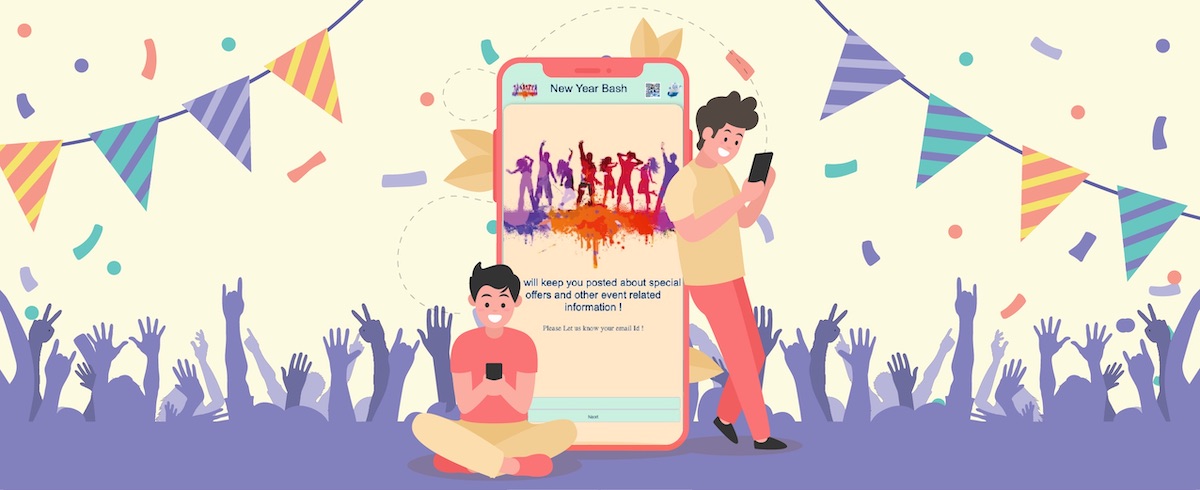 New Year Bash
will keep you posted about special
offers and other event related
information !
Please Let us know your email Id !
Next